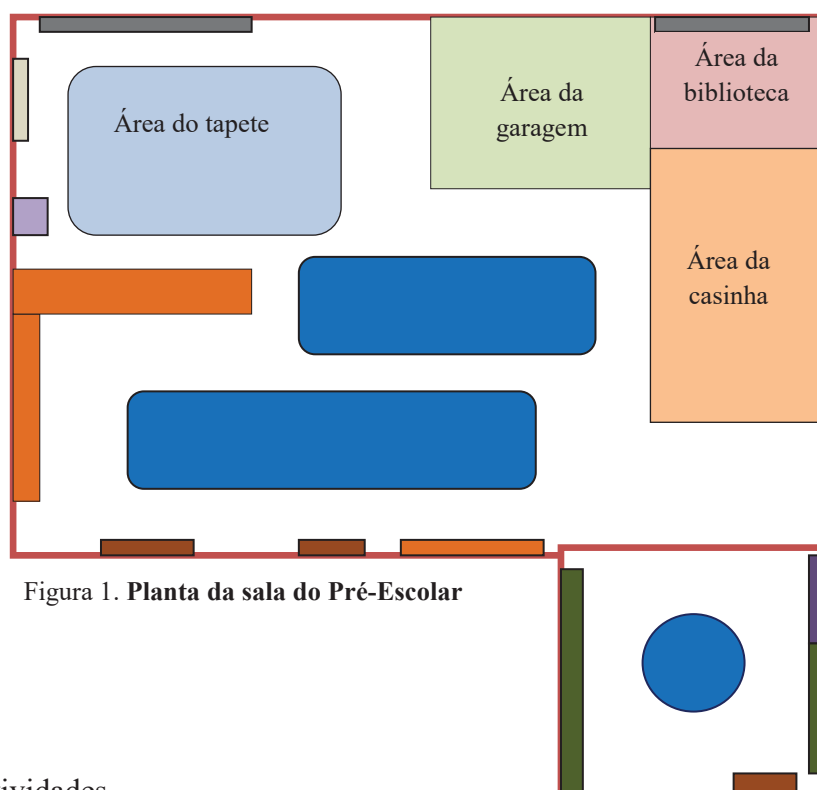 Área do tapete
Área da
garagem
Área da
biblioteca
Área da
casinha
Figura 1. Planta da sala do Pré-Escolar
tividades